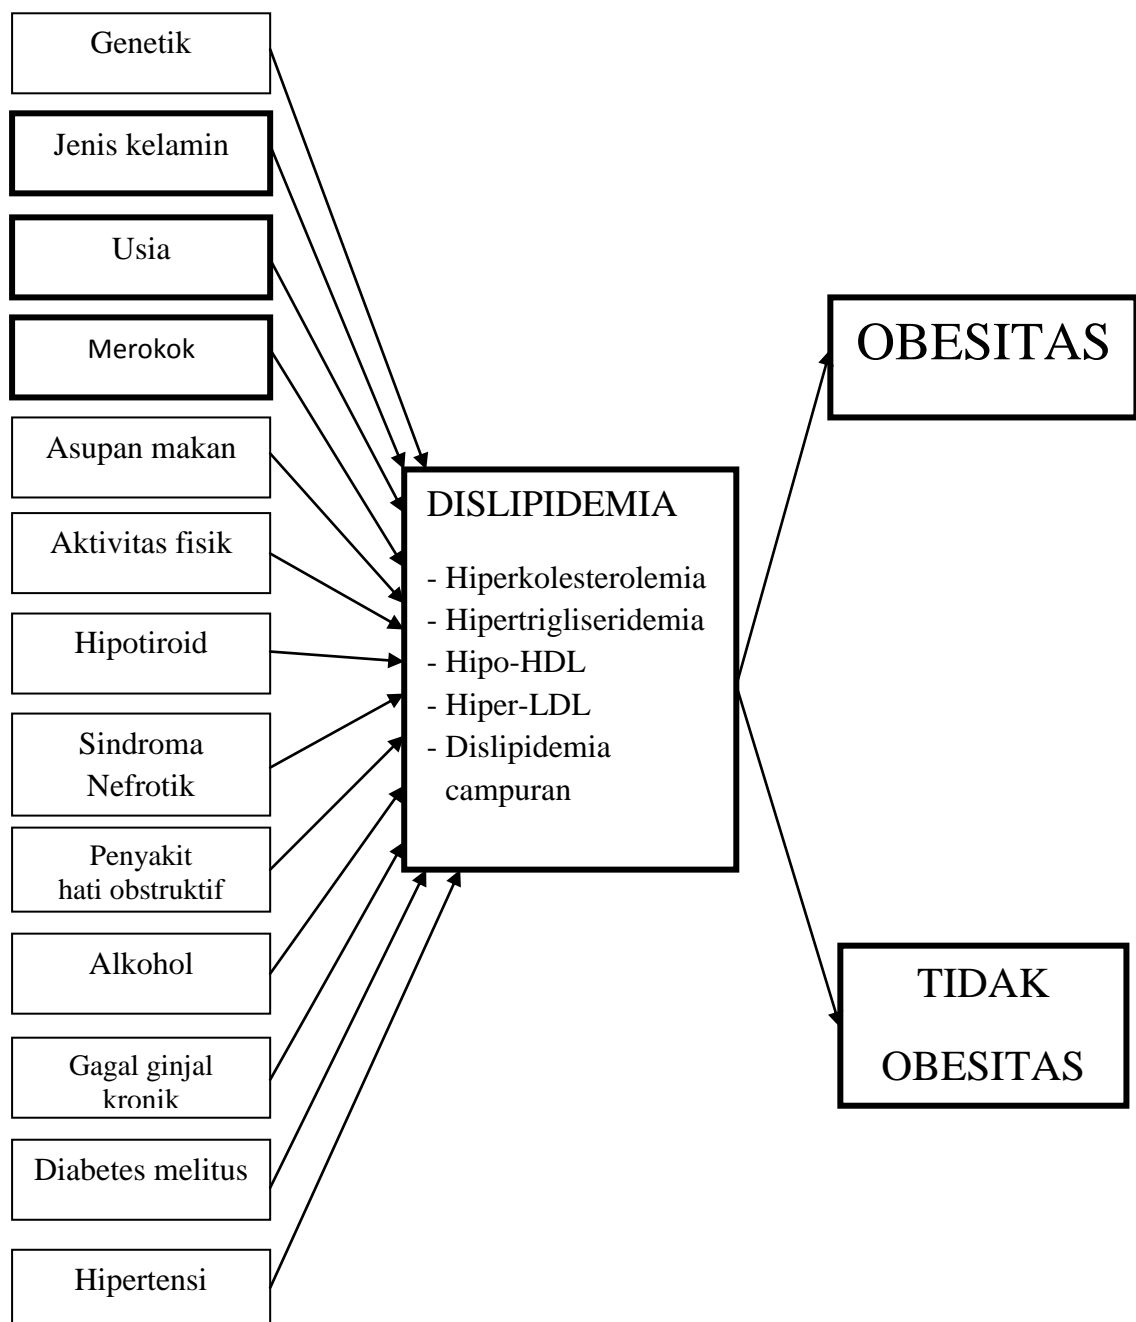 Genetik
Jenis kelamin
Usia
Merokok
Asupan makan
Aktivitas fisik
Hipotiroid
Sindroma
Nefrotik
Penyakit
hati obstruktif
Alkohol
Gagal ginjal
kronik
Diabetes melitus
Hipertensi
DISLIPIDEMIA
- Hiperkolesterolemia
- Hipertrigliseridemia
- Hipo-HDL
- Hiper-LDL
- Dislipidemia
campuran
OBESITAS
TIDAK
OBESITAS